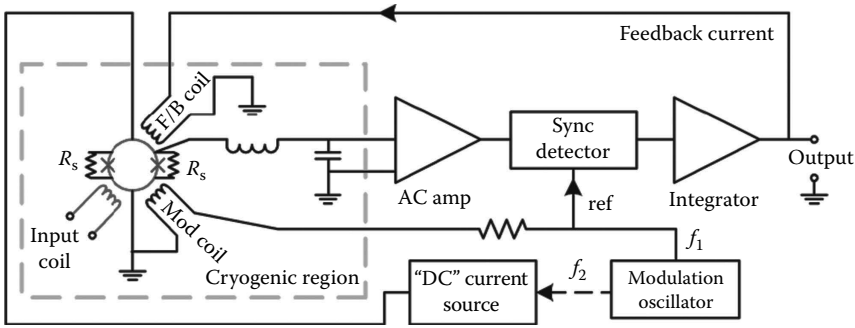 Feedback current
F/B coil
Sync
detector
Output
R_s
R_s
AC amp
Integrator
ref
Mod coil
Input
coil
f_1
Cryogenic region
"DC" current
source
f_2
Modulation
oscillator